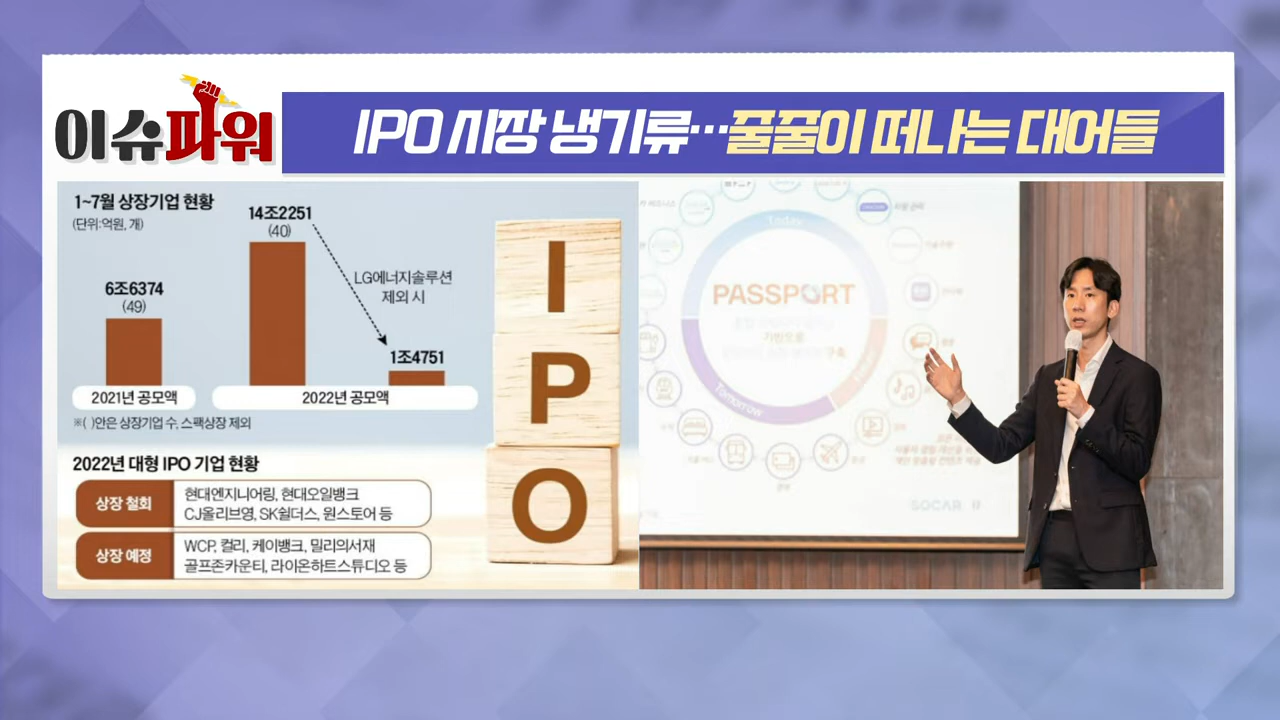 이슈파워
IPO 시장 냉기류…줄줄이 떠나는 대어들
1~7월 상장기업 현황
(단위:억원, 개)
6조6374
(49)
14조2251
(40)
LG에너지솔루션
제외 시
1조4751
2021년 공모액
2022년 공모액
※( )안은 상장기업 수, 스팩상장 제외
2022년 대형 IPO 기업 현황
상장 철회
현대엔지니어링, 현대오일뱅크
CJ올리브영, SK쉴더스, 원스토어 등
상장 예정
WCP, 컬리, 케이뱅크, 밀리의서재
골프존카운티, 라이온하트스튜디오 등
I
P
O
Today
PASSPORT
기반으로
구축
Tomorrow
SOCAR